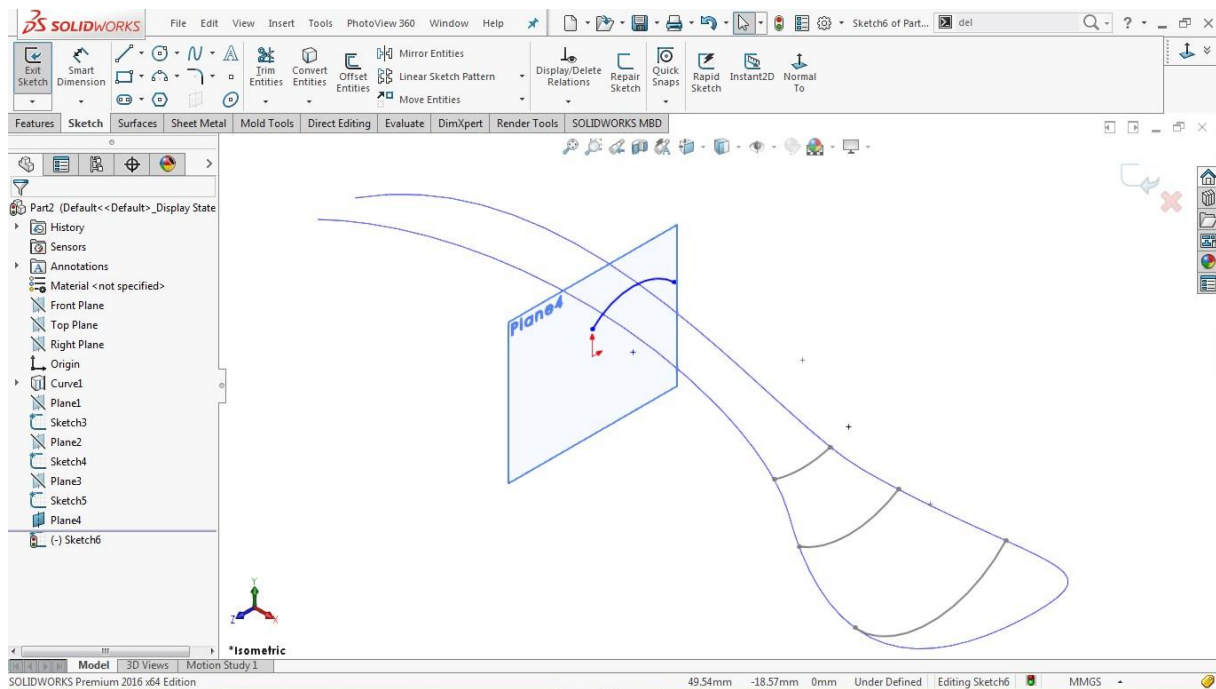 SOLIDWORKS File Edit View Insert Tools PhotoView 360 Window Help Sketch6 of Part... del ?
Exit Sketch
Smart Dimension
Trim Entities
Convert Entities
Offset Entities
Mirror Entities
Linear Sketch Pattern
Move Entities
Display/Delete Relations
Repair Sketch
Quick Snaps
Rapid Sketch
Instant2D
Normal To
Features Sketch Surfaces Sheet Metal Mold Tools Direct Editing Evaluate DimXpert Render Tools SOLIDWORKS MBD
Part2 (Default<<Default>_Display State
History
Sensors
Annotations
Material <not specified>
Front Plane
Top Plane
Right Plane
Origin
Curve1
Plane1
Sketch3
Plane2
Sketch4
Plane3
Sketch5
Plane4
(-) Sketch6
Plane4
Y
Z
X
*Isometric
Model 3D Views Motion Study 1
SOLIDWORKS Premium 2016 x64 Edition 49.54mm -18.57mm 0mm Under Defined Editing Sketch6 MMGS